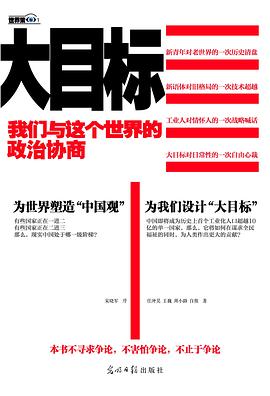 世界観
1
大目标
我们与这个世界的
政治协商
新青年对老世界的一次历史清盘
新语体对旧格局的一次技术超越
工业人对情怀人的一次战略喊话
大目标对日常性的一次自由心裁
为世界塑造“中国观”
有些国家正在一进二
有些国家正在二进三
那么，现实中国处于哪一级阶梯？
为我们设计“大目标”
中国即将成为历史上首个工业化人口超越10
亿的单一国家。那么，它将如何在谋求全民
福祉的同时，为人类作出更大的贡献？
宋晓军 序
任冲昊 王巍 周小路 白熊 著
本书不寻求争论，不害怕争论，不止于争论
光明日报出版社